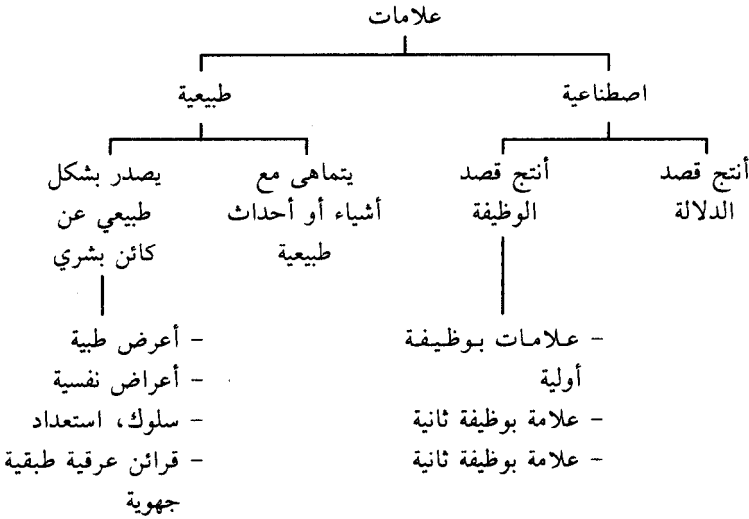 علامات
اصطناعية
طبيعية
أنتج قصد
الدلالة
أنتج قصد
الوظيفة
يتماهى مع
أشياء أو أحداث
طبيعية
يصدر بشكل
طبيعي عن
كائن بشري
- علامات بوظيفة
أولية
- علامة بوظيفة ثانية
- علامة بوظيفة ثانية
- أعرض طبية
- أعراض نفسية
- سلوك، استعداد
- قرائن عرقية طبقية
جهوية